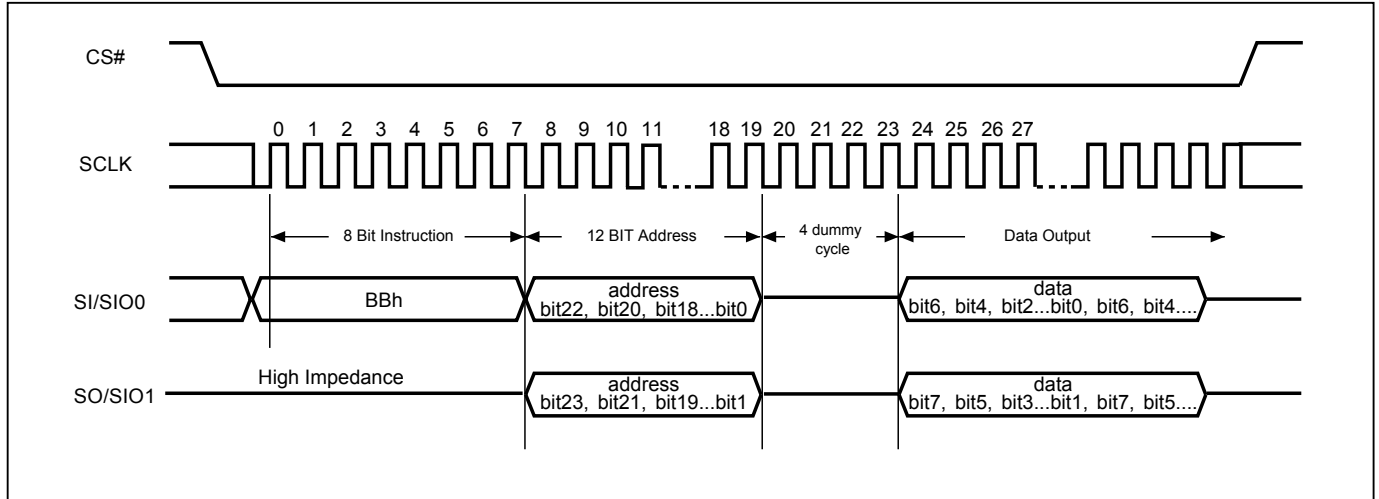 CS#
0 1 2 3 4 5 6 7 8 9 10 11 18 19 20 21 22 23 24 25 26 27
SCLK
8 Bit Instruction
12 BIT Address
4 dummy
cycle
Data Output
SI/SIO0
BBh
address
bit22, bit20, bit18...bit0
data
bit6, bit4, bit2...bit0, bit6, bit4....
SO/SIO1
High Impedance
address
bit23, bit21, bit19...bit1
data
bit7, bit5, bit3...bit1, bit7, bit5....